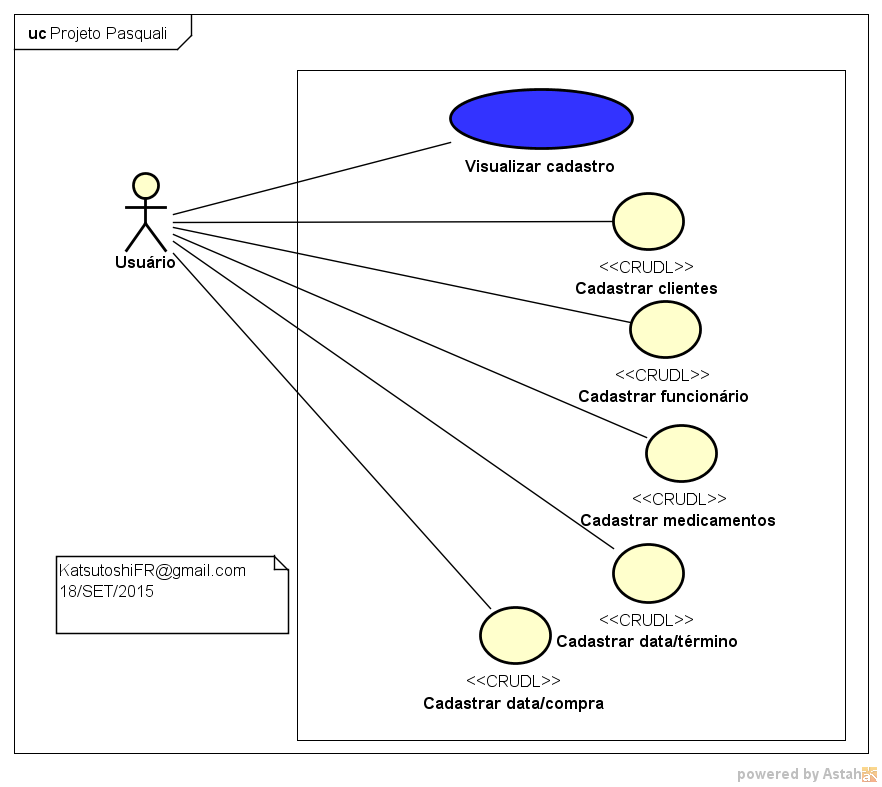 uc Projeto Pasquali
Visualizar cadastro
Usuário
<<CRUDL>>
Cadastrar clientes
<<CRUDL>>
Cadastrar funcionário
<<CRUDL>>
Cadastrar medicamentos
<<CRUDL>>
Cadastrar data/término
<<CRUDL>>
Cadastrar data/compra
KatsutoshiFR@gmail.com
18/SET/2015
powered by Astah